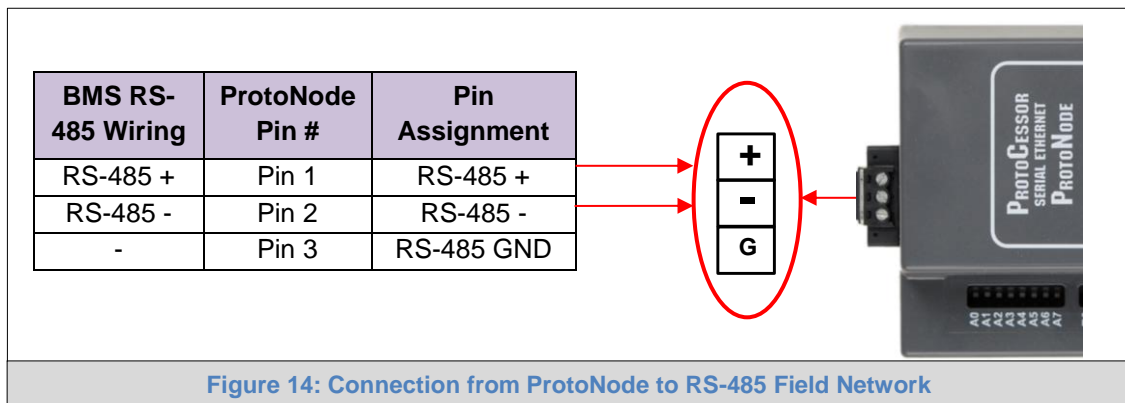 BMS RS-
485 Wiring
ProtoNode
Pin #
Pin
Assignment
RS-485 +
Pin 1
RS-485 +
RS-485 -
Pin 2
RS-485 -
-
Pin 3
RS-485 GND
+
-
G
PROTOCESSOR
SERIAL ETHERNET
PROTONODE
A0
A1
A2
A3
A4
A5
A6
A7
Figure 14: Connection from ProtoNode to RS-485 Field Network